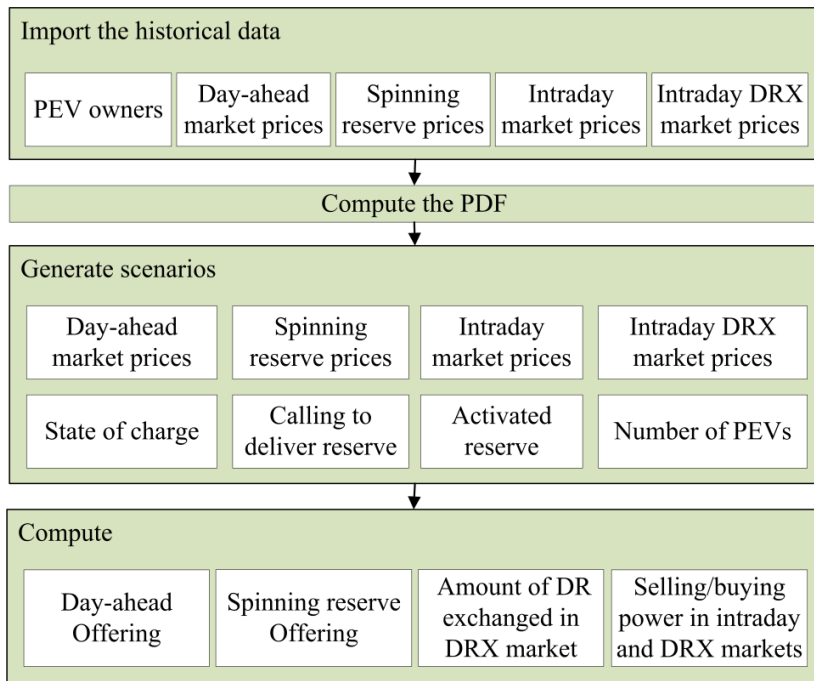 Import the historical data
PEV owners
Day-ahead
market prices
Spinning
reserve prices
Intraday
market prices
Intraday DRX
market prices
Compute the PDF
Generate scenarios
Day-ahead
market prices
Spinning
reserve prices
Intraday
market prices
Intraday DRX
market prices
State of charge
Calling to
deliver reserve
Activated
reserve
Number of PEVs
Compute
Day-ahead
Offering
Spinning reserve
Offering
Amount of DR
exchanged in
DRX market
Selling/buying
power in intraday
and DRX markets